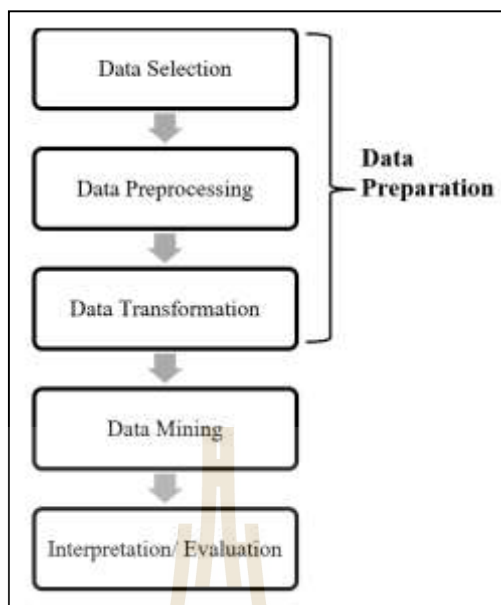 Data Selection
Data Preprocessing
Data
Preparation
Data Transformation
Data Mining
Interpretation/ Evaluation